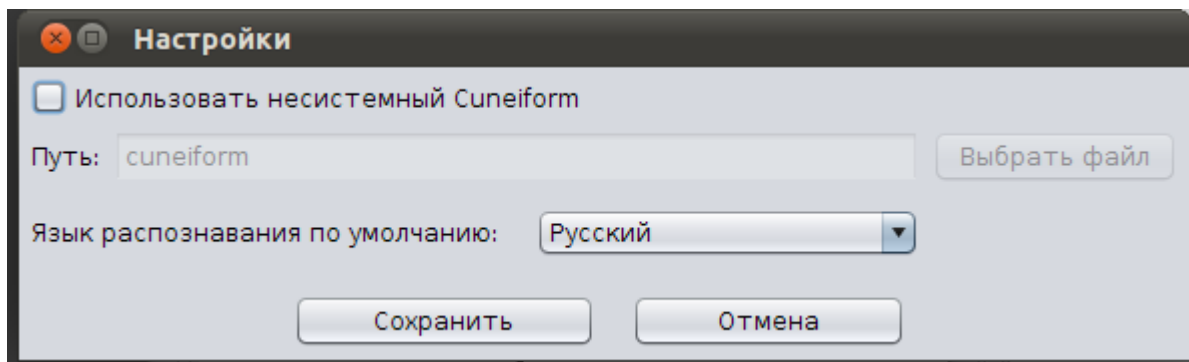 Настройки
Использовать несистемный Cuneiform
Путь: cuneiform Выбрать файл
Язык распознавания по умолчанию: Русский
Сохранить Отмена